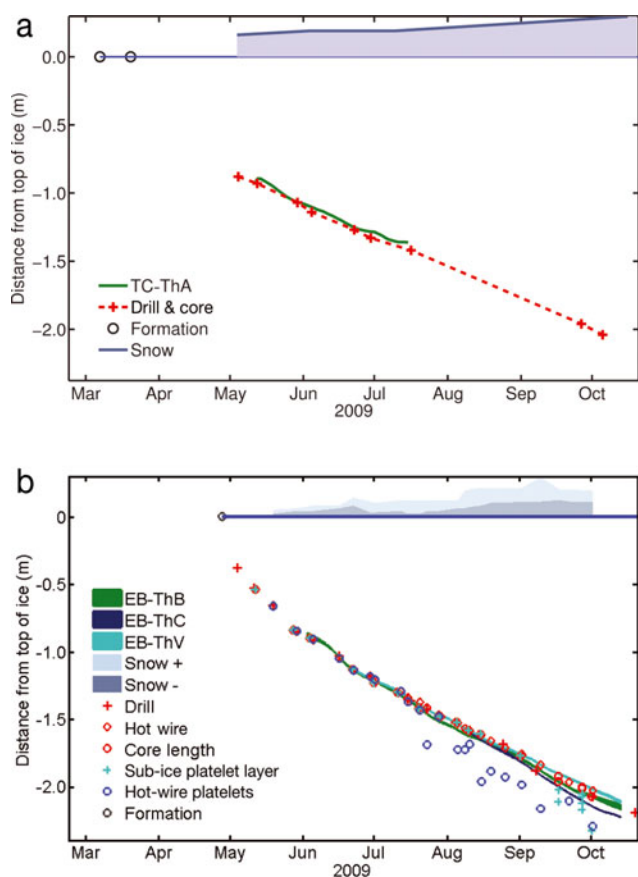 a
0.0
-0.5
-1.0
-1.5
-2.0
Distance from top of ice (m)
TC-ThA
Drill & core
Formation
Snow
Mar Apr May Jun Jul Aug Sep Oct
2009
b
0
-0.5
-1.0
-1.5
-2.0
Distance from top of ice (m)
EB-ThB
EB-ThC
EB-ThV
Snow +
Snow -
Drill
Hot wire
Core length
Sub-ice platelet layer
Hot-wire platelets
Formation
Mar Apr May Jun Jul Aug Sep Oct
2009